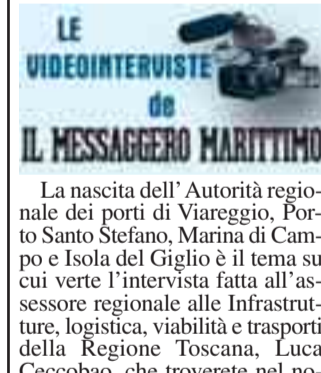 LE
VIDEOINTERVISTE
de
IL MESSAGGERO MARITTIMO
La nascita dell'Autorità regio-
nale dei porti di Viareggio, Por-
to Santo Stefano, Marina di Cam-
po e Isola del Giglio è il tema su
cui verte l'intervista fatta all'as-
sessore regionale alle Infrastrut-
ture, logistica, viabilità e trasporti
della Regione Toscana, Luca
Ceccobao, che troverete nel no-